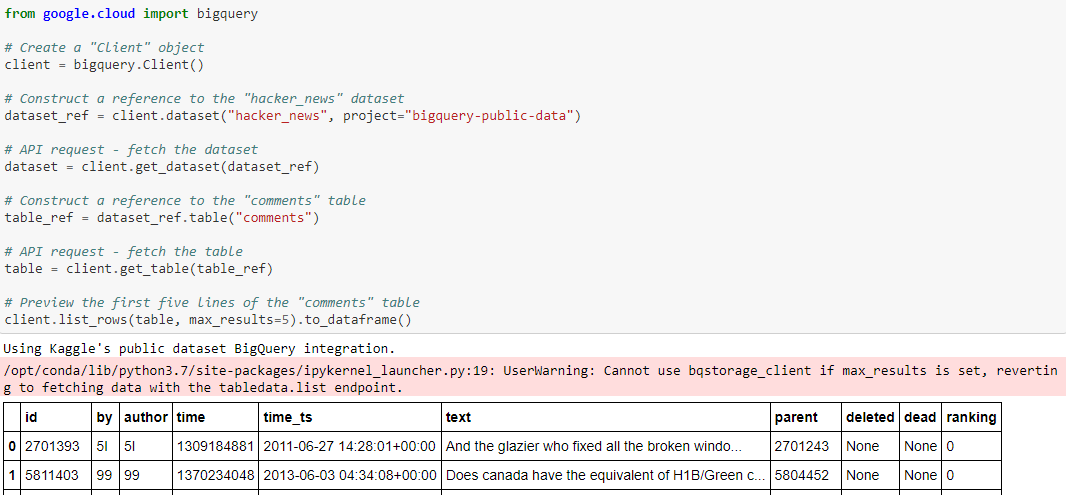 from google.cloud import bigquery
# Create a "Client" object
client = bigquery.Client()
# Construct a reference to the "hacker_news" dataset
dataset_ref = client.dataset("hacker_news", project="bigquery-public-data")
# API request - fetch the dataset
dataset = client.get_dataset(dataset_ref)
# Construct a reference to the "comments" table
table_ref = dataset_ref.table("comments")
# API request - fetch the table
table = client.get_table(table_ref)
# Preview the first five lines of the "comments" table
client.list_rows(table, max_results=5).to_dataframe()
Using Kaggle's public dataset BigQuery integration.
/opt/conda/lib/python3.7/site-packages/ipykernel_launcher.py:19: UserWarning: Cannot use bqstorage_client if max_results is set, revertin
g to fetching data with the tabledata.list endpoint.
id by author time time_ts text parent deleted dead ranking
0 2701393 5l 5l 1309184881 2011-06-27 14:28:01+00:00 And the glazier who fixed all the broken windo... 2701243 None None 0
1 5811403 99 99 1370234048 2013-06-03 04:34:08+00:00 Does canada have the equivalent of H1B/Green c... 5804452 None None 0